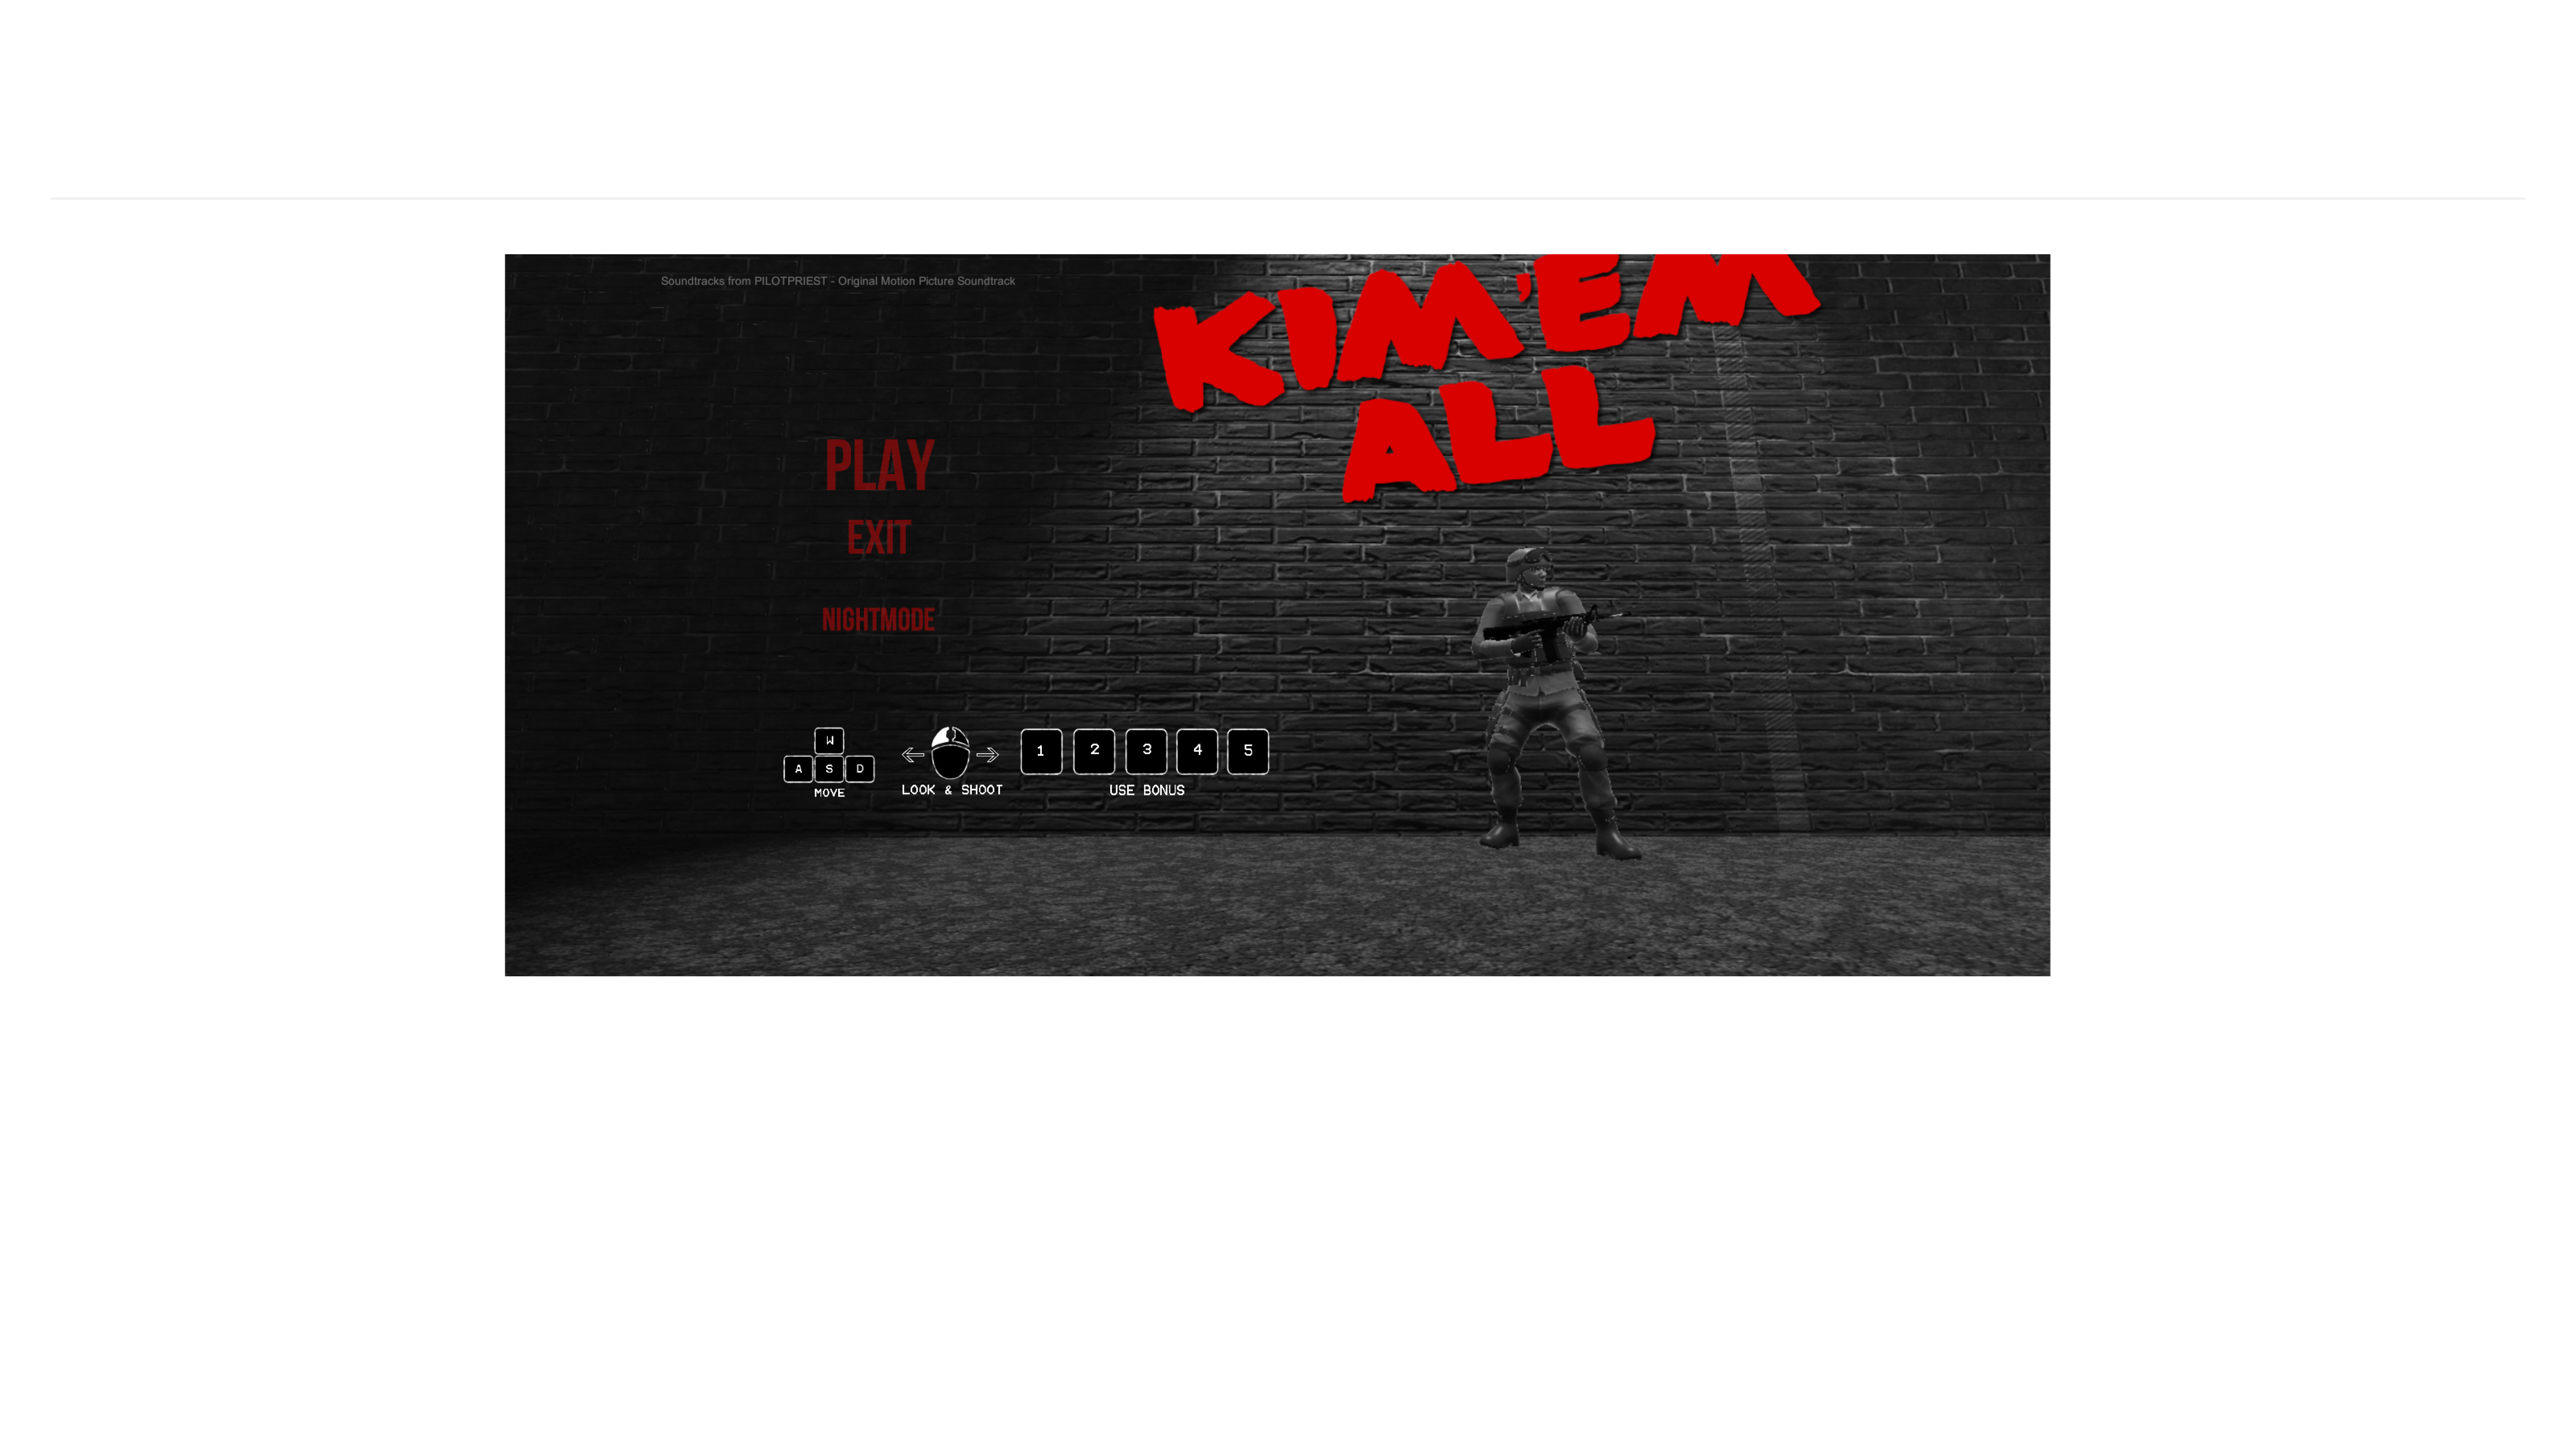 Soundtracks from PILOTPRIEST - Original Motion Picture Soundtrack
KIM'EM
ALL
PLAY
EXIT
NIGHTMODE
W
A S D
MOVE
LOOK & SHOOT
1 2 3 4 5
USE BONUS